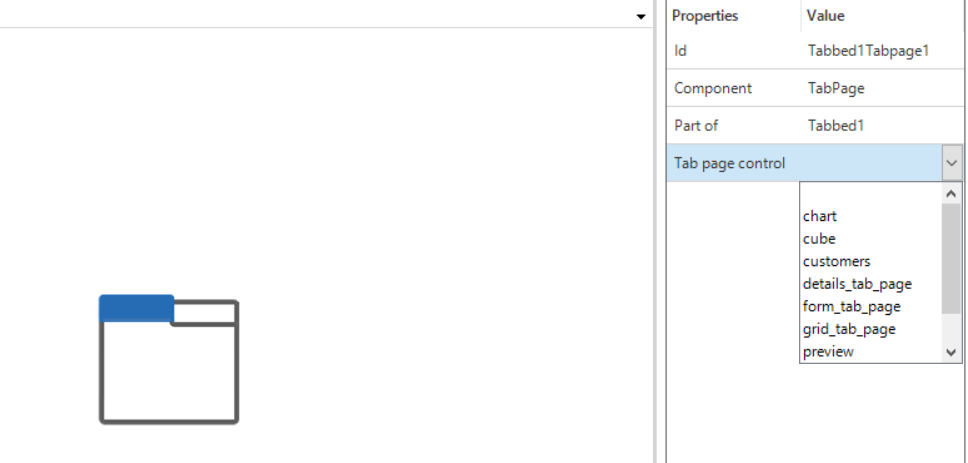 Properties Value
Id Tabbed1Tabpage1
Component TabPage
Part of Tabbed1
Tab page control
chart
cube
customers
details_tab_page
form_tab_page
grid_tab_page
preview